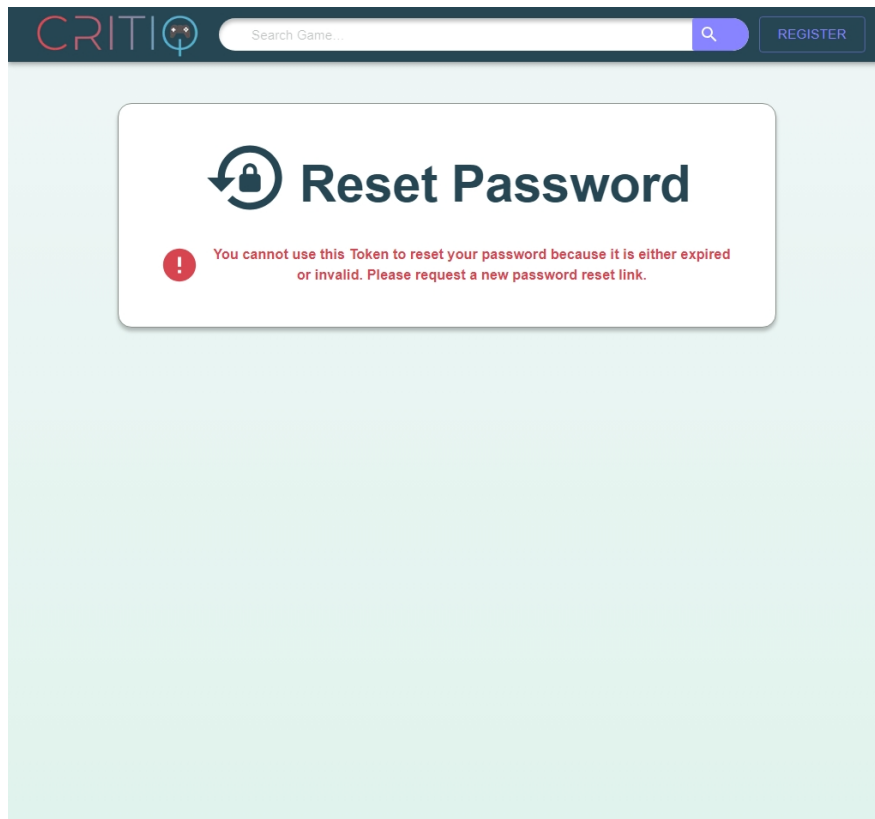 CRITIQ
Search Game...
REGISTER
Reset Password
You cannot use this Token to reset your password because it is either expired
or invalid. Please request a new password reset link.